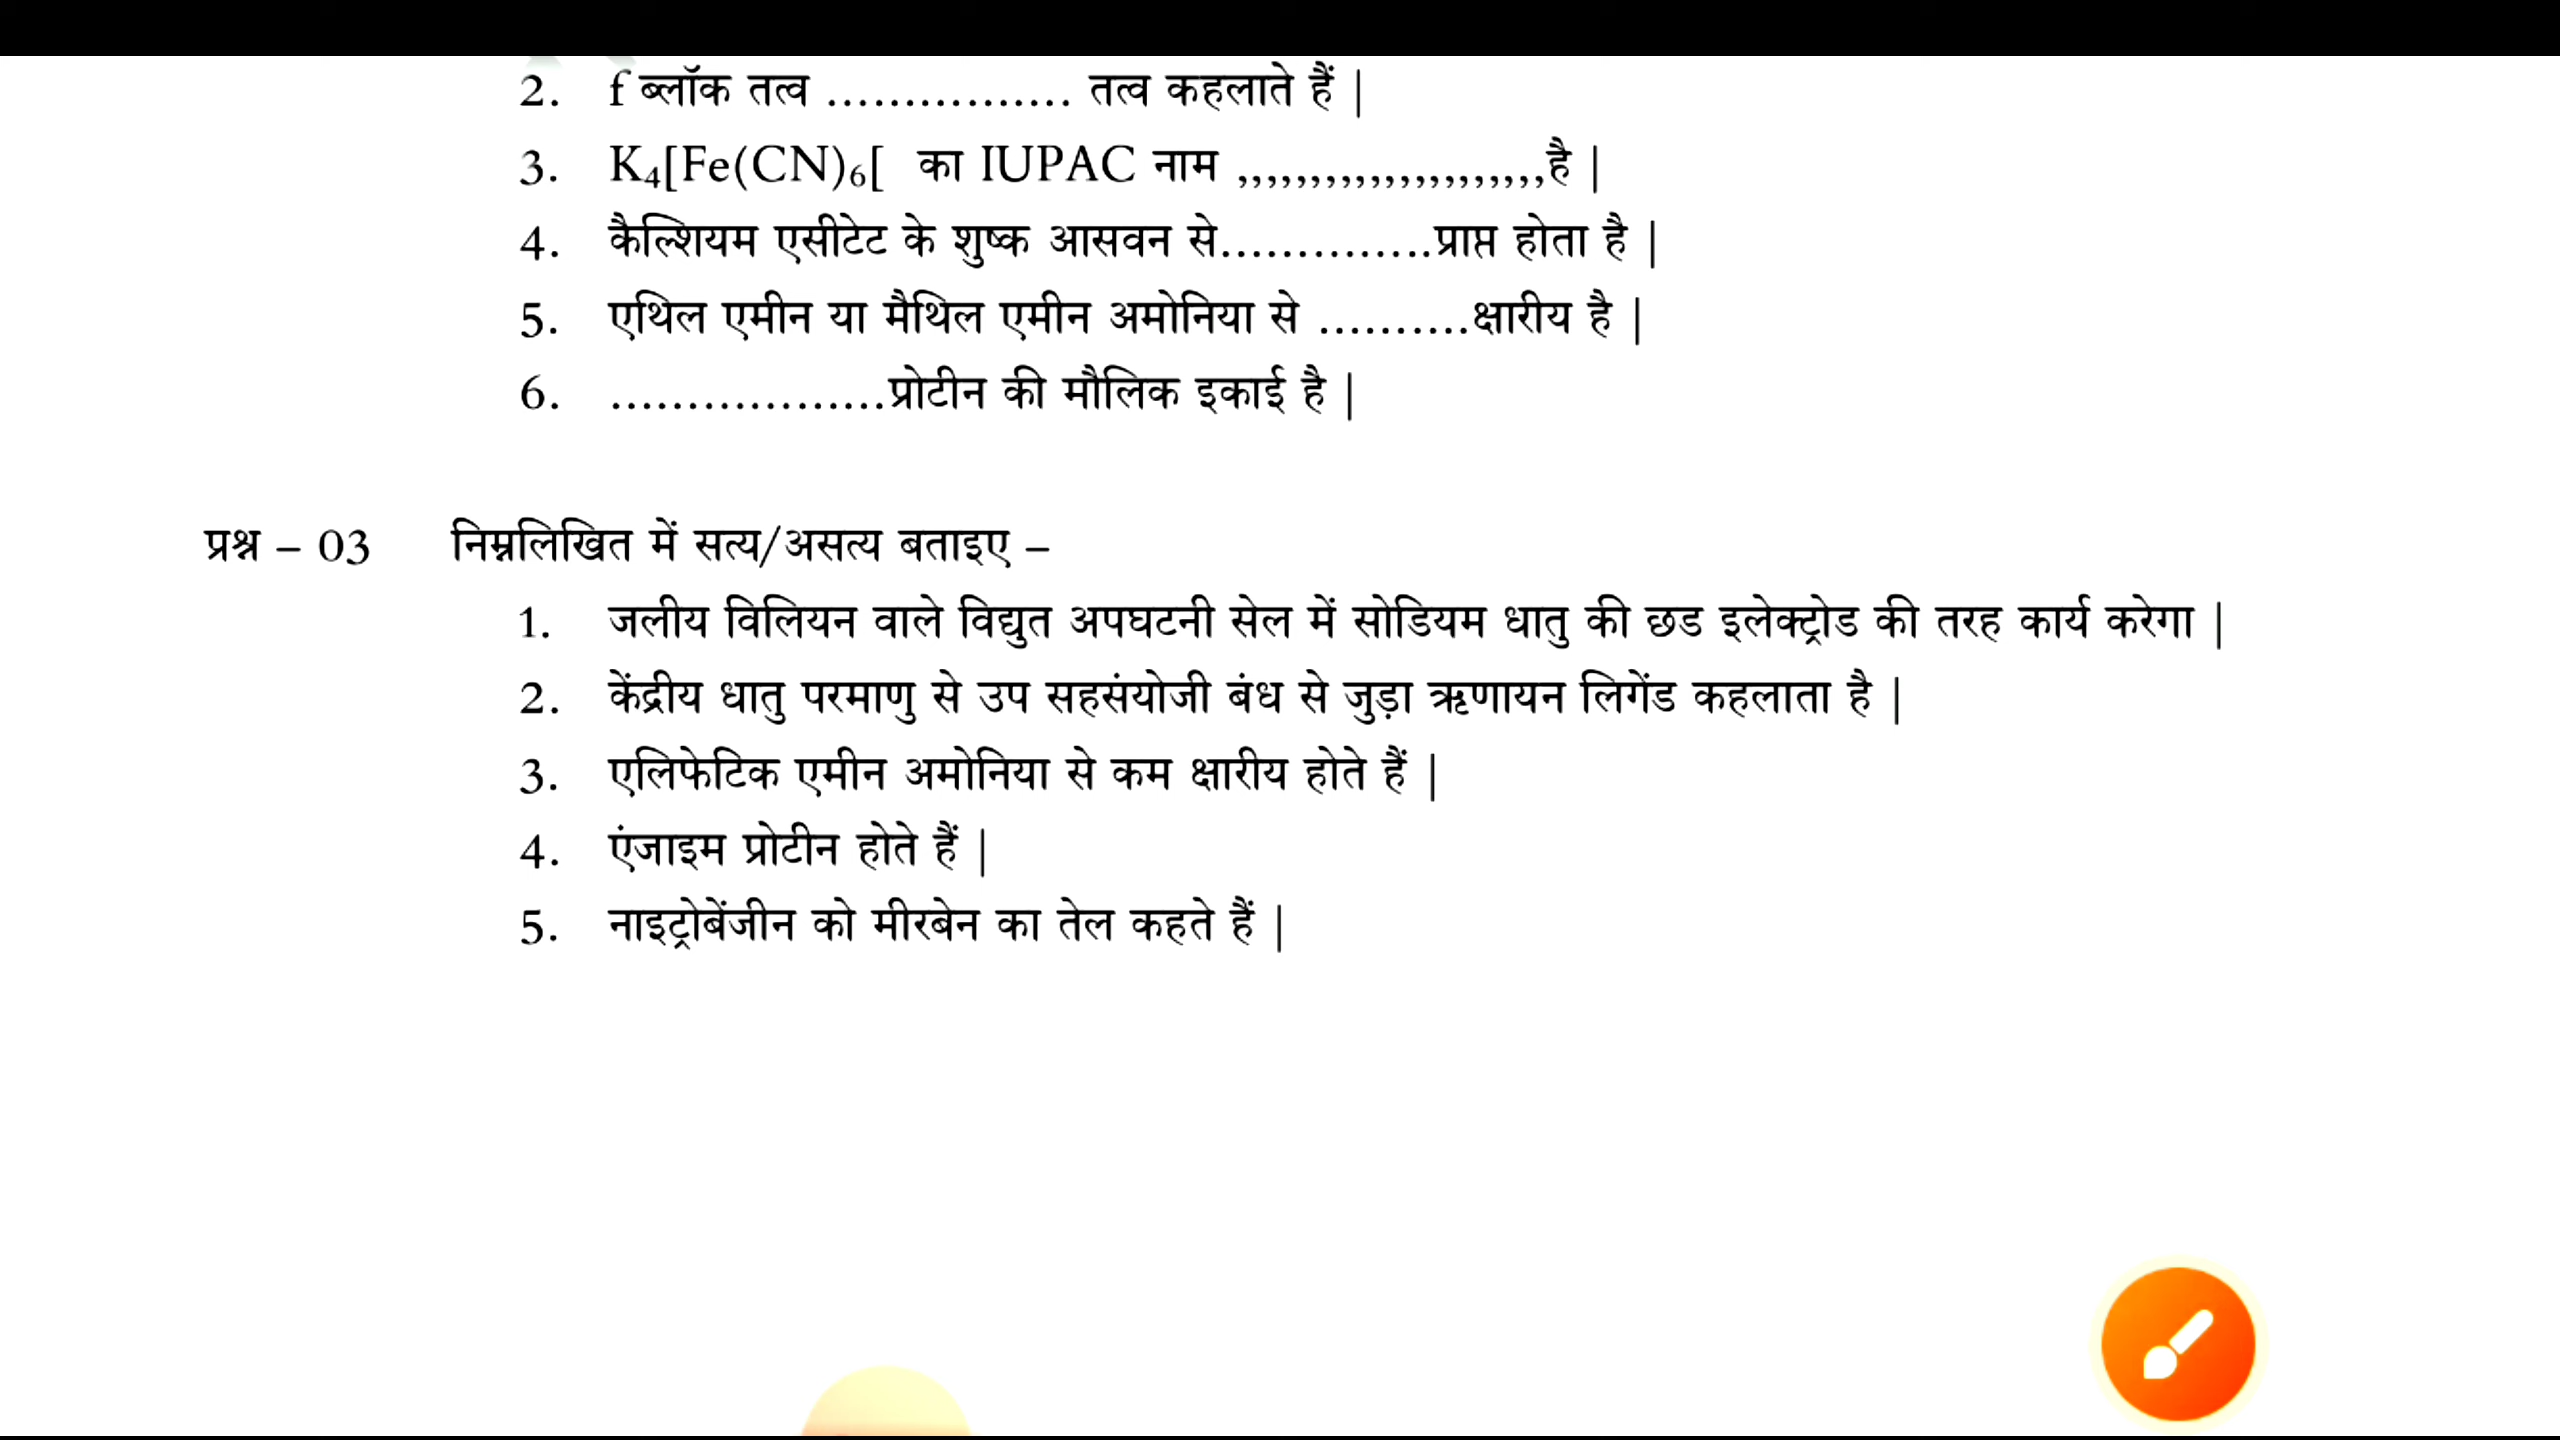 2. f ब्लॉक तत्व ................ तत्व कहलाते हैं |
3. K₄[Fe(CN)₆[ का IUPAC नाम ,,,,,,,,,,,,,,,,,,,,,है |
4. कैल्शियम एसीटेट के शुष्क आसवन से..............प्राप्त होता है |
5. एथिल एमीन या मैथिल एमीन अमोनिया से ..........क्षारीय है |
6. ..................प्रोटीन की मौलिक इकाई है |
प्रश्न – 03 निम्नलिखित में सत्य/असत्य बताइए –
1. जलीय विलियन वाले विद्युत अपघटनी सेल में सोडियम धातु की छड इलेक्ट्रोड की तरह कार्य करेगा |
2. केंद्रीय धातु परमाणु से उप सहसंयोजी बंध से जुड़ा ऋणायन लिगेंड कहलाता है |
3. एलिफेटिक एमीन अमोनिया से कम क्षारीय होते हैं |
4. एंजाइम प्रोटीन होते हैं |
5. नाइट्रोबेंजीन को मीरबेन का तेल कहते हैं |